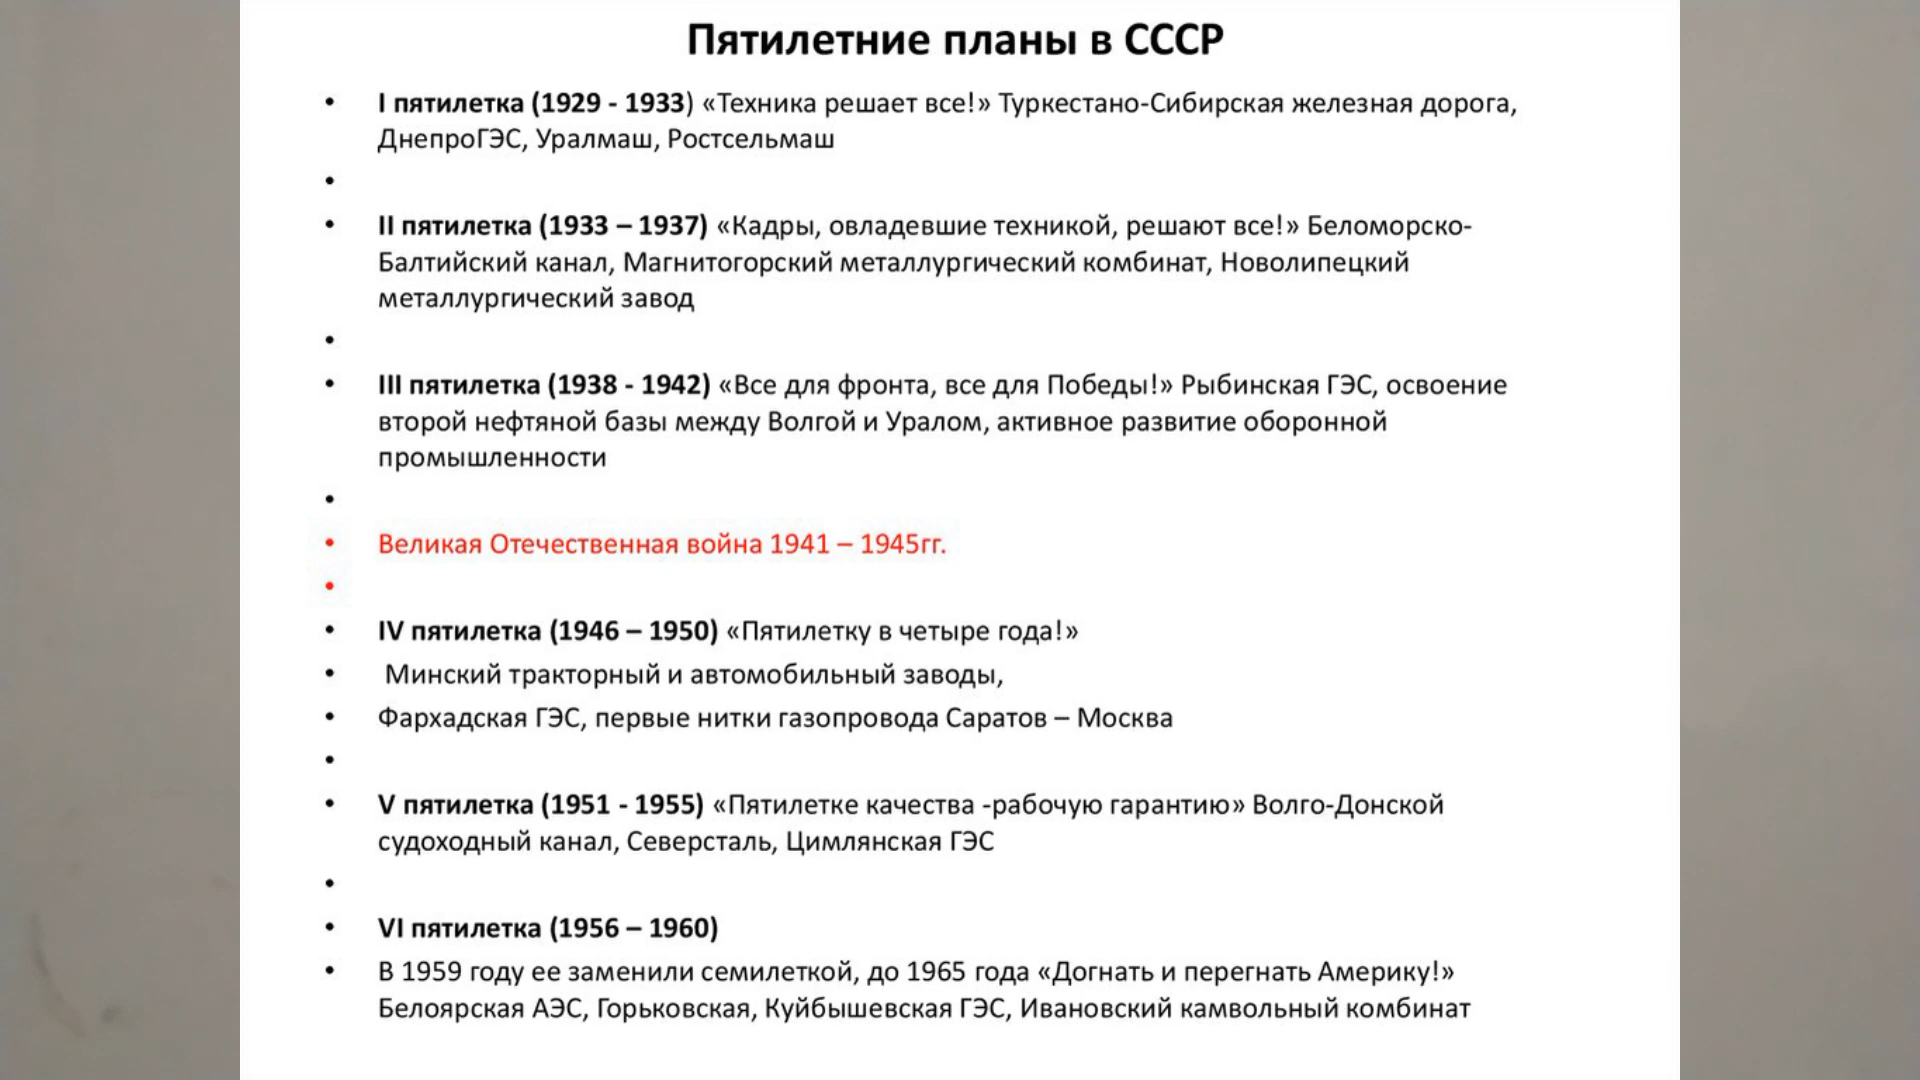 Пятилетние планы в СССР
• I пятилетка (1929 - 1933) «Техника решает все!» Туркестано-Сибирская железная дорога,
ДнепроГЭС, Уралмаш, Ростсельмаш
•
• II пятилетка (1933 – 1937) «Кадры, овладевшие техникой, решают все!» Беломорско-
Балтийский канал, Магнитогорский металлургический комбинат, Новолипецкий
металлургический завод
•
• III пятилетка (1938 - 1942) «Все для фронта, все для Победы!» Рыбинская ГЭС, освоение
второй нефтяной базы между Волгой и Уралом, активное развитие оборонной
промышленности
•
• Великая Отечественная война 1941 – 1945гг.
•
• IV пятилетка (1946 – 1950) «Пятилетку в четыре года!»
• Минский тракторный и автомобильный заводы,
• Фархадская ГЭС, первые нитки газопровода Саратов – Москва
•
• V пятилетка (1951 - 1955) «Пятилетке качества -рабочую гарантию» Волго-Донской
судоходный канал, Северсталь, Цимлянская ГЭС
•
• VI пятилетка (1956 – 1960)
• В 1959 году ее заменили семилеткой, до 1965 года «Догнать и перегнать Америку!»
Белоярская АЭС, Горьковская, Куйбышевская ГЭС, Ивановский камвольный комбинат